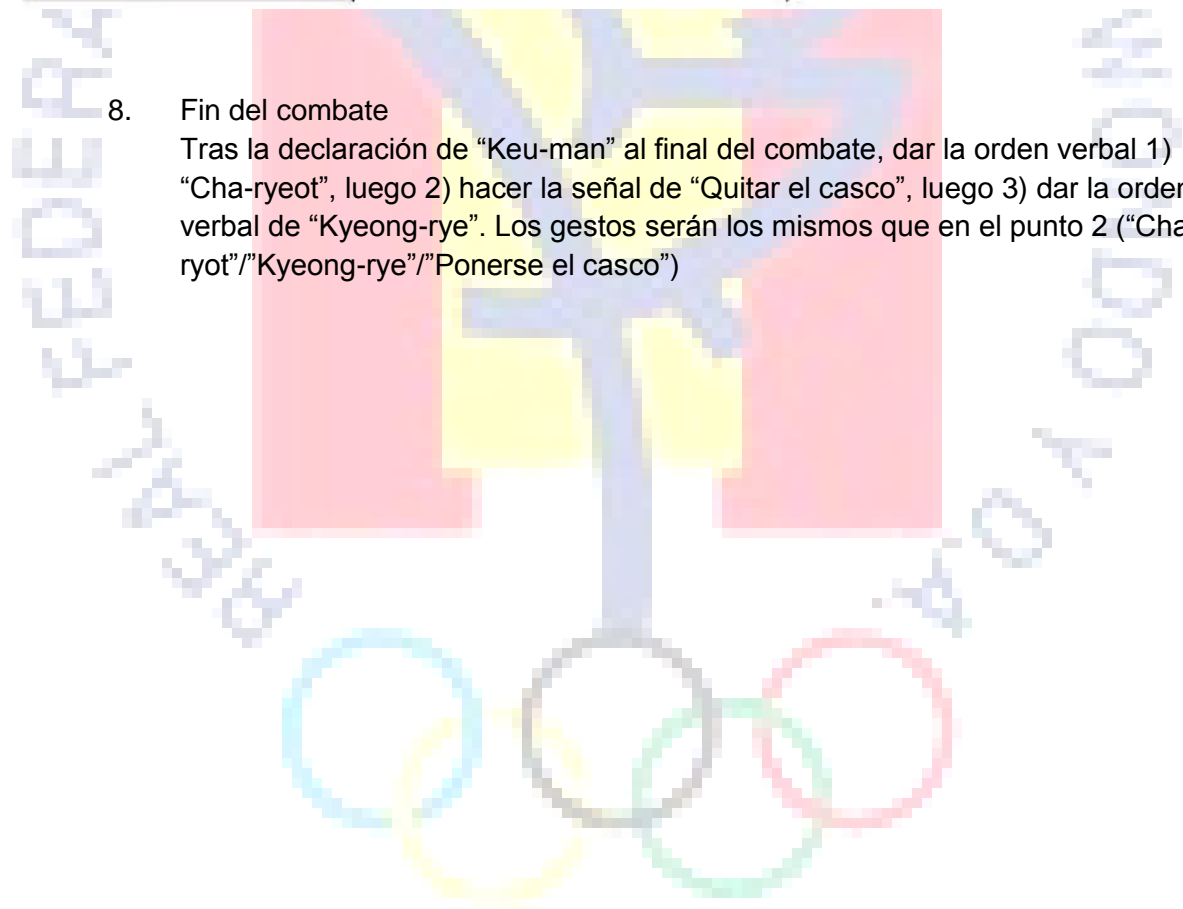 REAL FEDERA
8. Fin del combate
Tras la declaración de “Keu-man” al final del combate, dar la orden verbal 1)
“Cha-ryeot”, luego 2) hacer la señal de “Quitar el casco”, luego 3) dar la orden
verbal de “Kyeong-rye”. Los gestos serán los mismos que en el punto 2 (“Cha
ryot”/”Kyeong-rye”/”Ponerse el casco”)